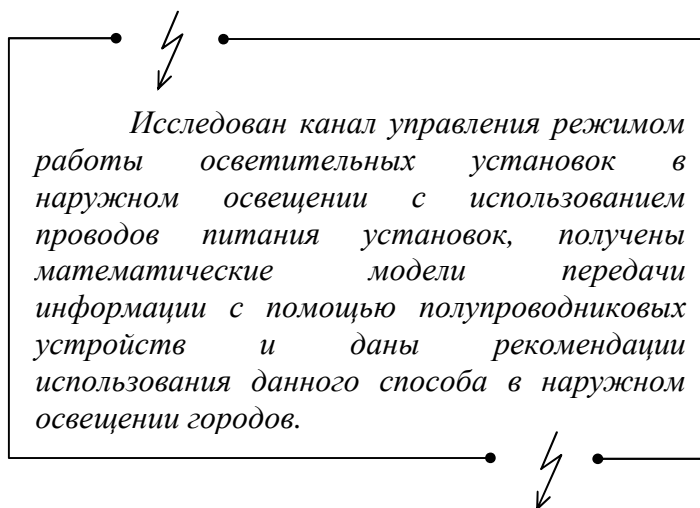 Исследован канал управления режимом
работы осветительных установок в
наружном освещении с использованием
проводов питания установок, получены
математические модели передачи
информации с помощью полупроводниковых
устройств и даны рекомендации
использования данного способа в наружном
освещении городов.